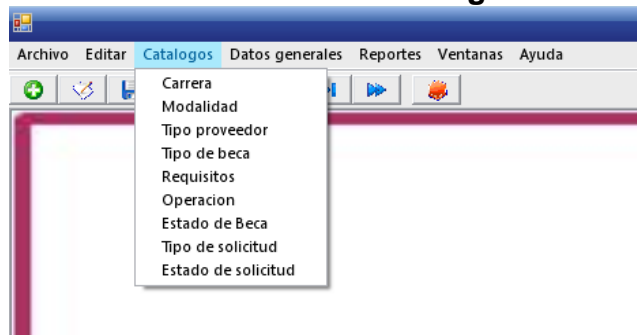 Archivo Editar Catalogos Datos generales Reportes Ventanas Ayuda
Carrera
Modalidad
Tipo proveedor
Tipo de beca
Requisitos
Operacion
Estado de Beca
Tipo de solicitud
Estado de solicitud